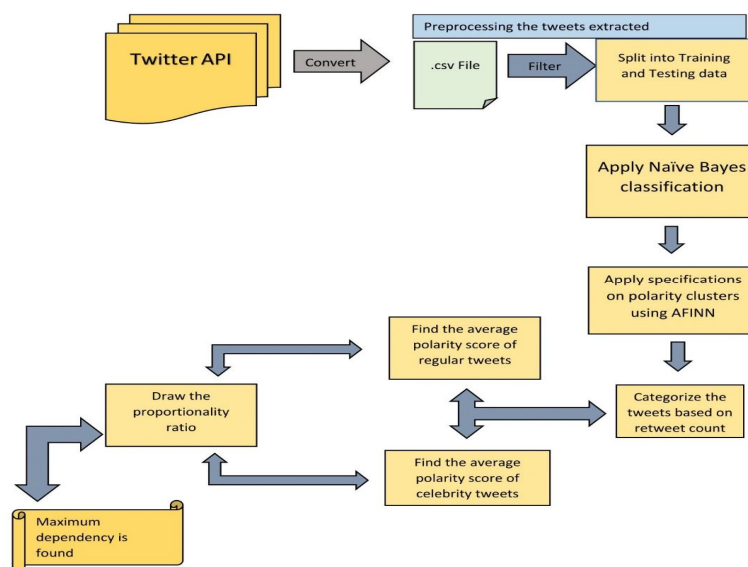 Preprocessing the tweets extracted
Twitter API
Convert
.csv File
Filter
Split into Training
and Testing data
Apply Naïve Bayes
classification
Apply specifications
on polarity clusters
using AFINN
Categorize the
tweets based on
retweet count
Find the average
polarity score of
regular tweets
Find the average
polarity score of
celebrity tweets
Draw the
proportionality
ratio
Maximum
dependency is
found